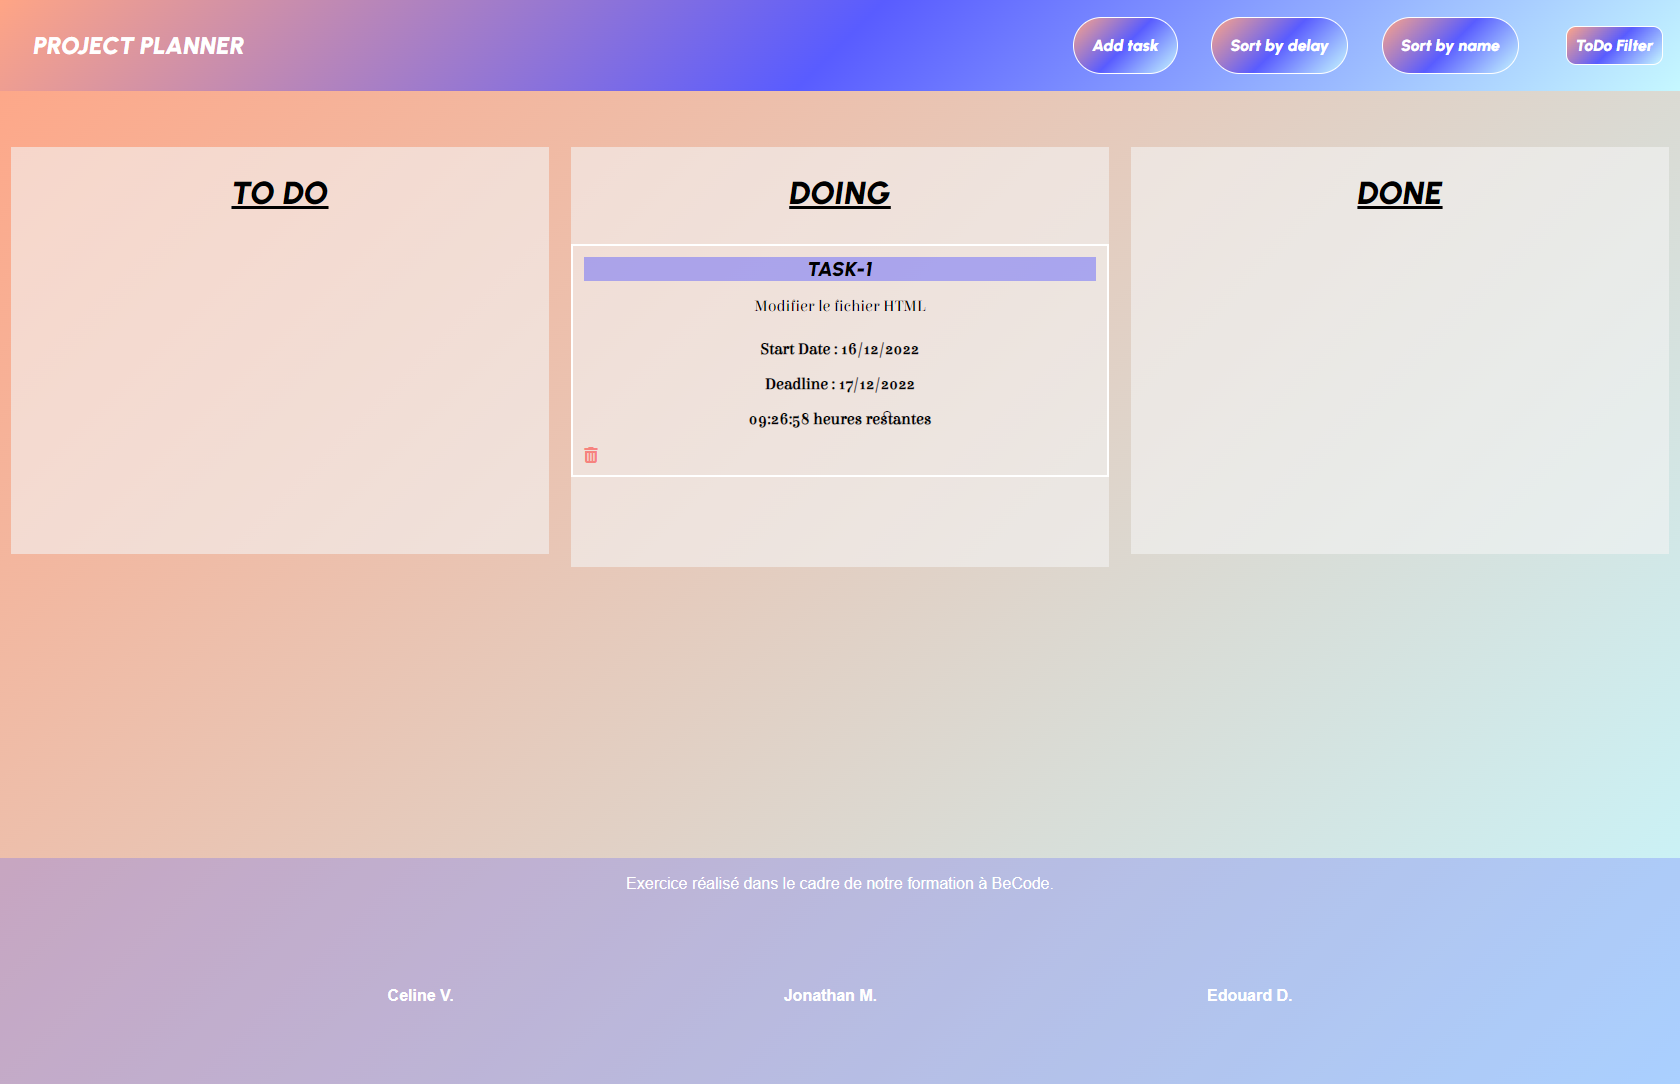 PROJECT PLANNER
Add task
Sort by delay
Sort by name
ToDo Filter
TO DO
DOING
TASK-1
Modifier le fichier HTML
Start Date : 16/12/2022
Deadline : 17/12/2022
09:26:58 heures restantes
DONE
Exercice réalisé dans le cadre de notre formation à BeCode.
Celine V.
Jonathan M.
Edouard D.